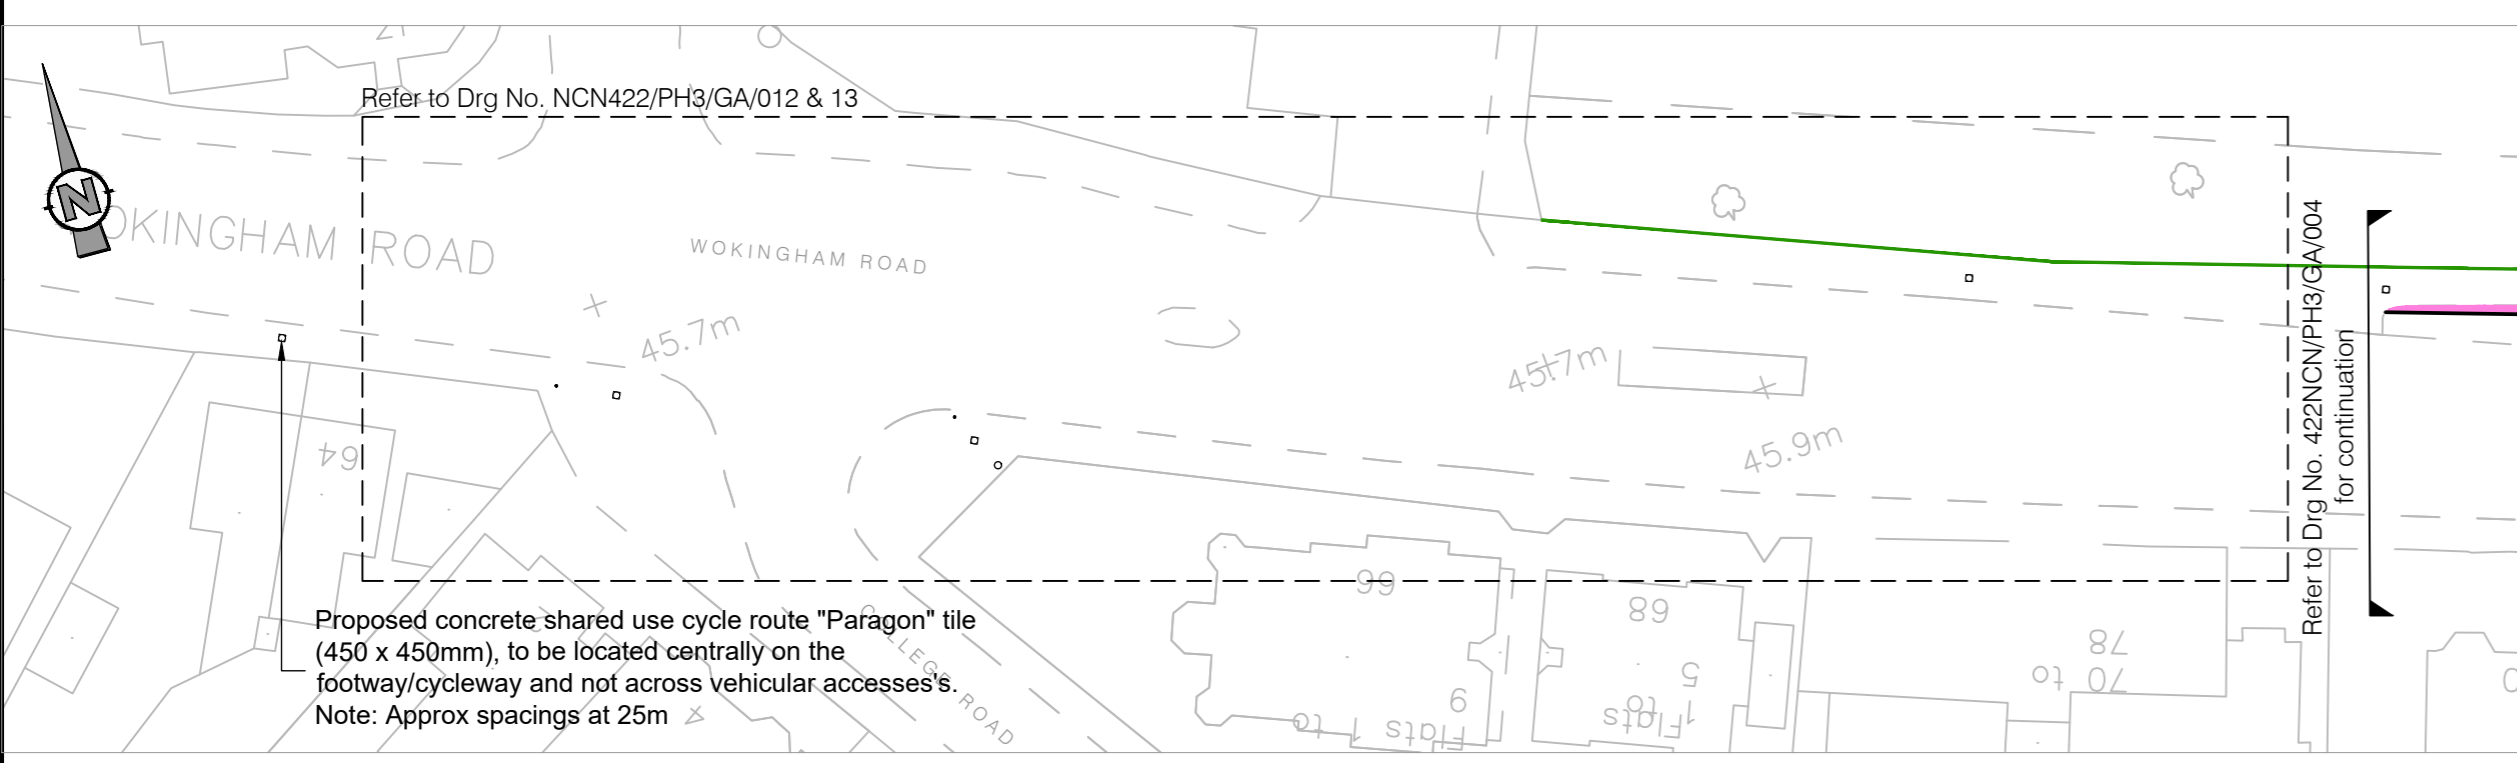 Refer to Drg No. NCN422/PH3/GA/012 & 13
N
OKINGHAM ROAD
WOKINGHAM ROAD
45.7m
45.7m
45.9m
Refer to Drg No. 422NCN/PH3/GA/004
for continuation
64
66
68
78
to 70
Proposed concrete shared use cycle route "Paragon" tile
(450 x 450mm), to be located centrally on the
footway/cycleway and not across vehicular accesses's.
Note: Approx spacings at 25m
COLLEGE ROAD
Flats 1 to
9
Flats
1 to
5